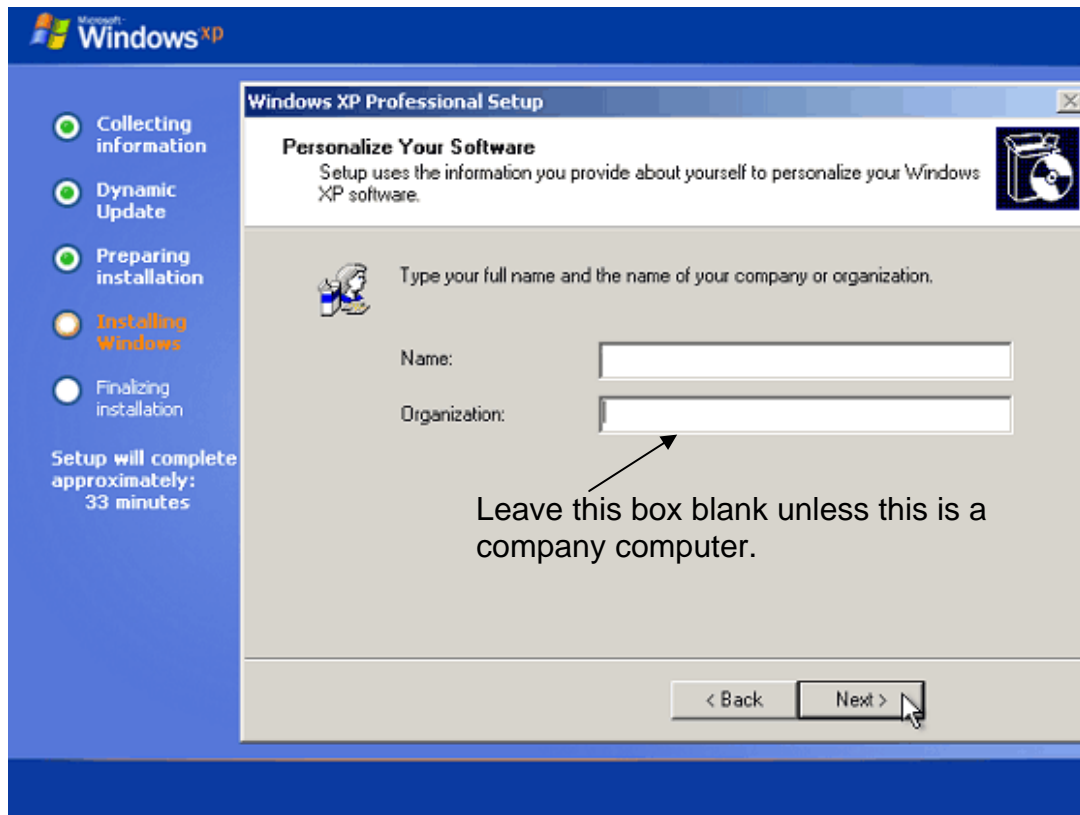 Microsoft
Windows xp
Collecting
information
Dynamic
Update
Preparing
installation
Installing
Windows
Finalizing
installation
Setup will complete
approximately:
33 minutes
Windows XP Professional Setup
Personalize Your Software
Setup uses the information you provide about yourself to personalize your Windows
XP software.
Type your full name and the name of your company or organization.
Name:
Organization:
Leave this box blank unless this is a
company computer.
< Back Next >